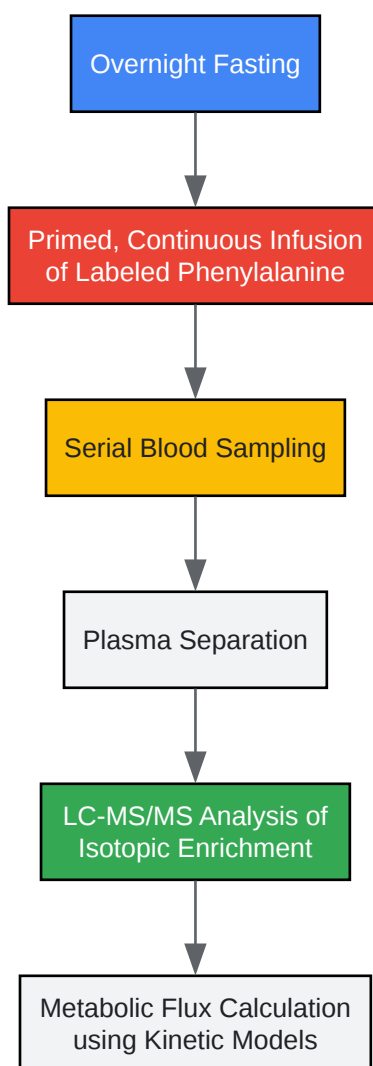 Overnight Fasting
Primed, Continuous Infusion
of Labeled Phenylalanine
Serial Blood Sampling
Plasma Separation
LC-MS/MS Analysis of
Isotopic Enrichment
Metabolic Flux Calculation
using Kinetic Models